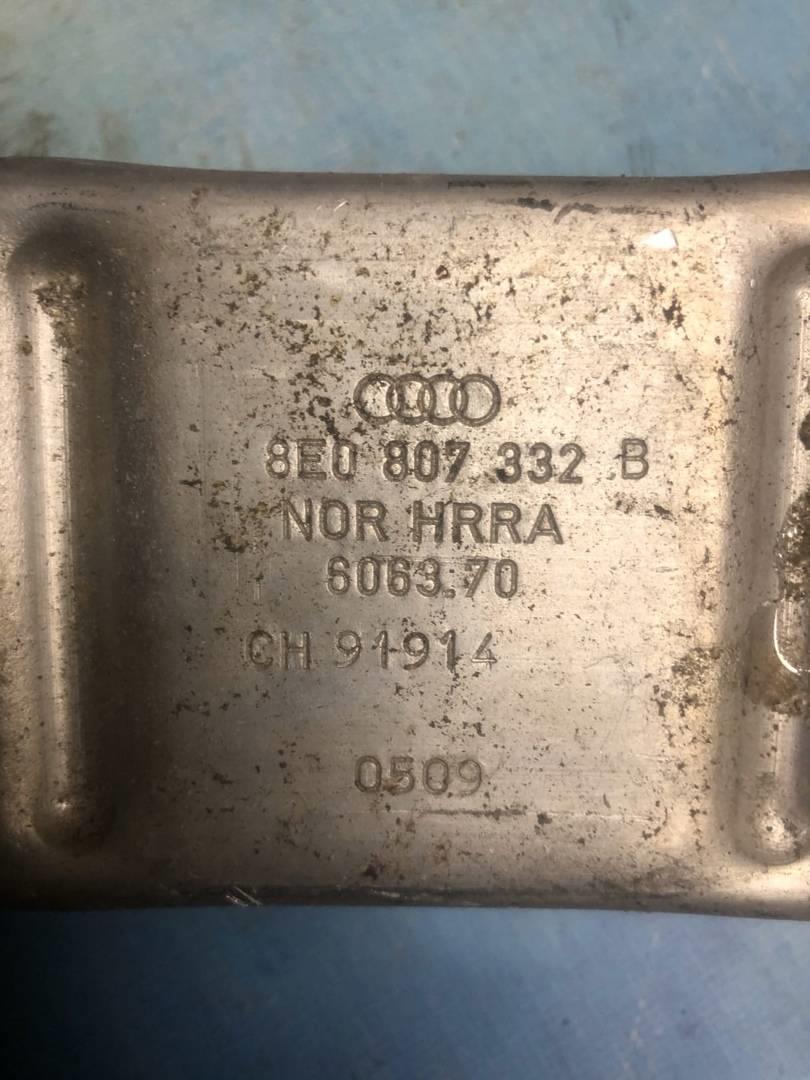 8E0 807 332 B
NOR HRRA
6063.70
CH 91914
0509